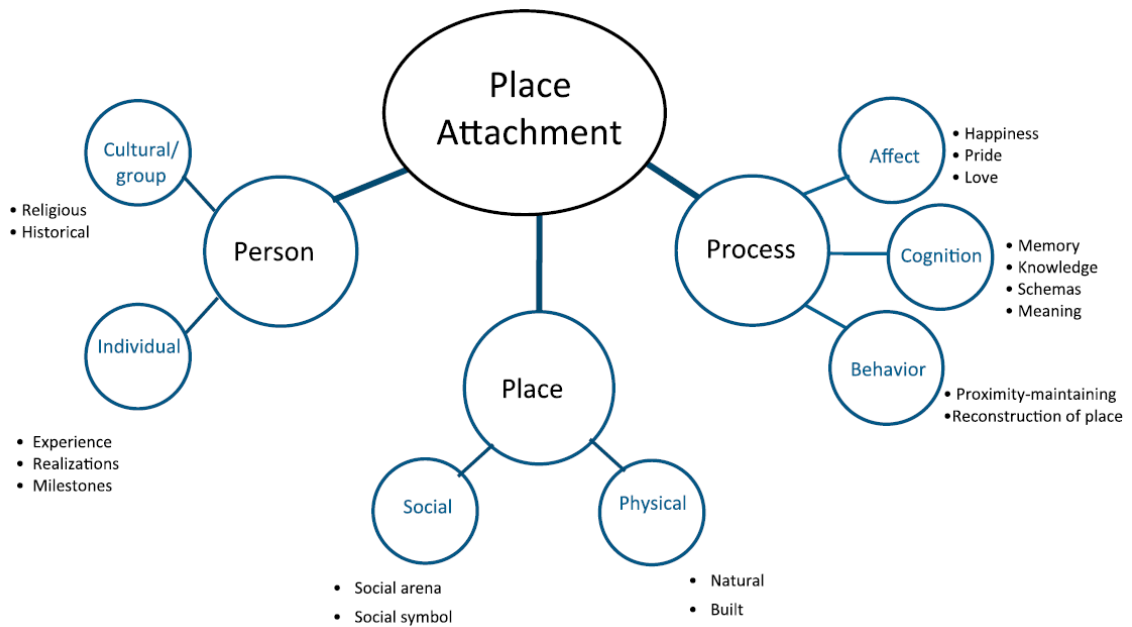 Place
Attachment
Cultural/
group
• Religious
• Historical
Person
Individual
• Experience
• Realizations
• Milestones
Place
Social
• Social arena
• Social symbol
Physical
• Natural
• Built
Process
Affect
• Happiness
• Pride
• Love
Cognition
• Memory
• Knowledge
• Schemas
• Meaning
Behavior
• Proximity-maintaining
•Reconstruction of place